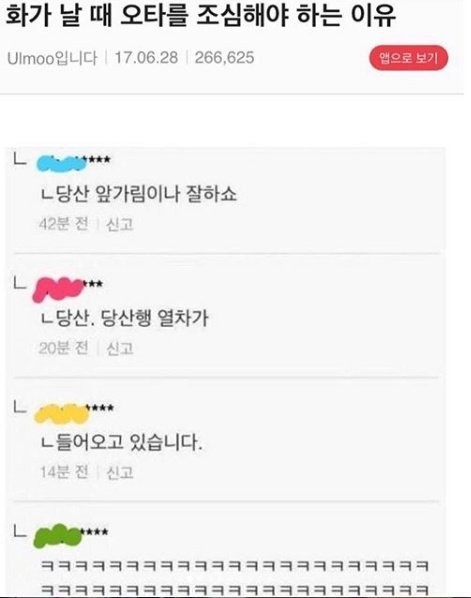 화가 날 때 오타를 조심해야 하는 이유
Ulmoo입니다 | 17.06.28 | 266,625
앱으로 보기
ㄴ ****
ㄴ당산 앞가림이나 잘하쇼
42분 전 | 신고
ㄴ ***
ㄴ당산. 당산행 열차가
20분 전 | 신고
ㄴ ****
ㄴ들어오고 있습니다.
14분 전 | 신고
ㄴ ****
ㅋㅋㅋㅋㅋㅋㅋㅋㅋㅋㅋㅋㅋㅋㅋㅋㅋㅋㅋㅋㅋㅋㅋ
ㅋㅋㅋㅋㅋㅋㅋㅋㅋㅋㅋㅋㅋㅋㅋㅋㅋㅋㅋㅋㅋㅋㅋ